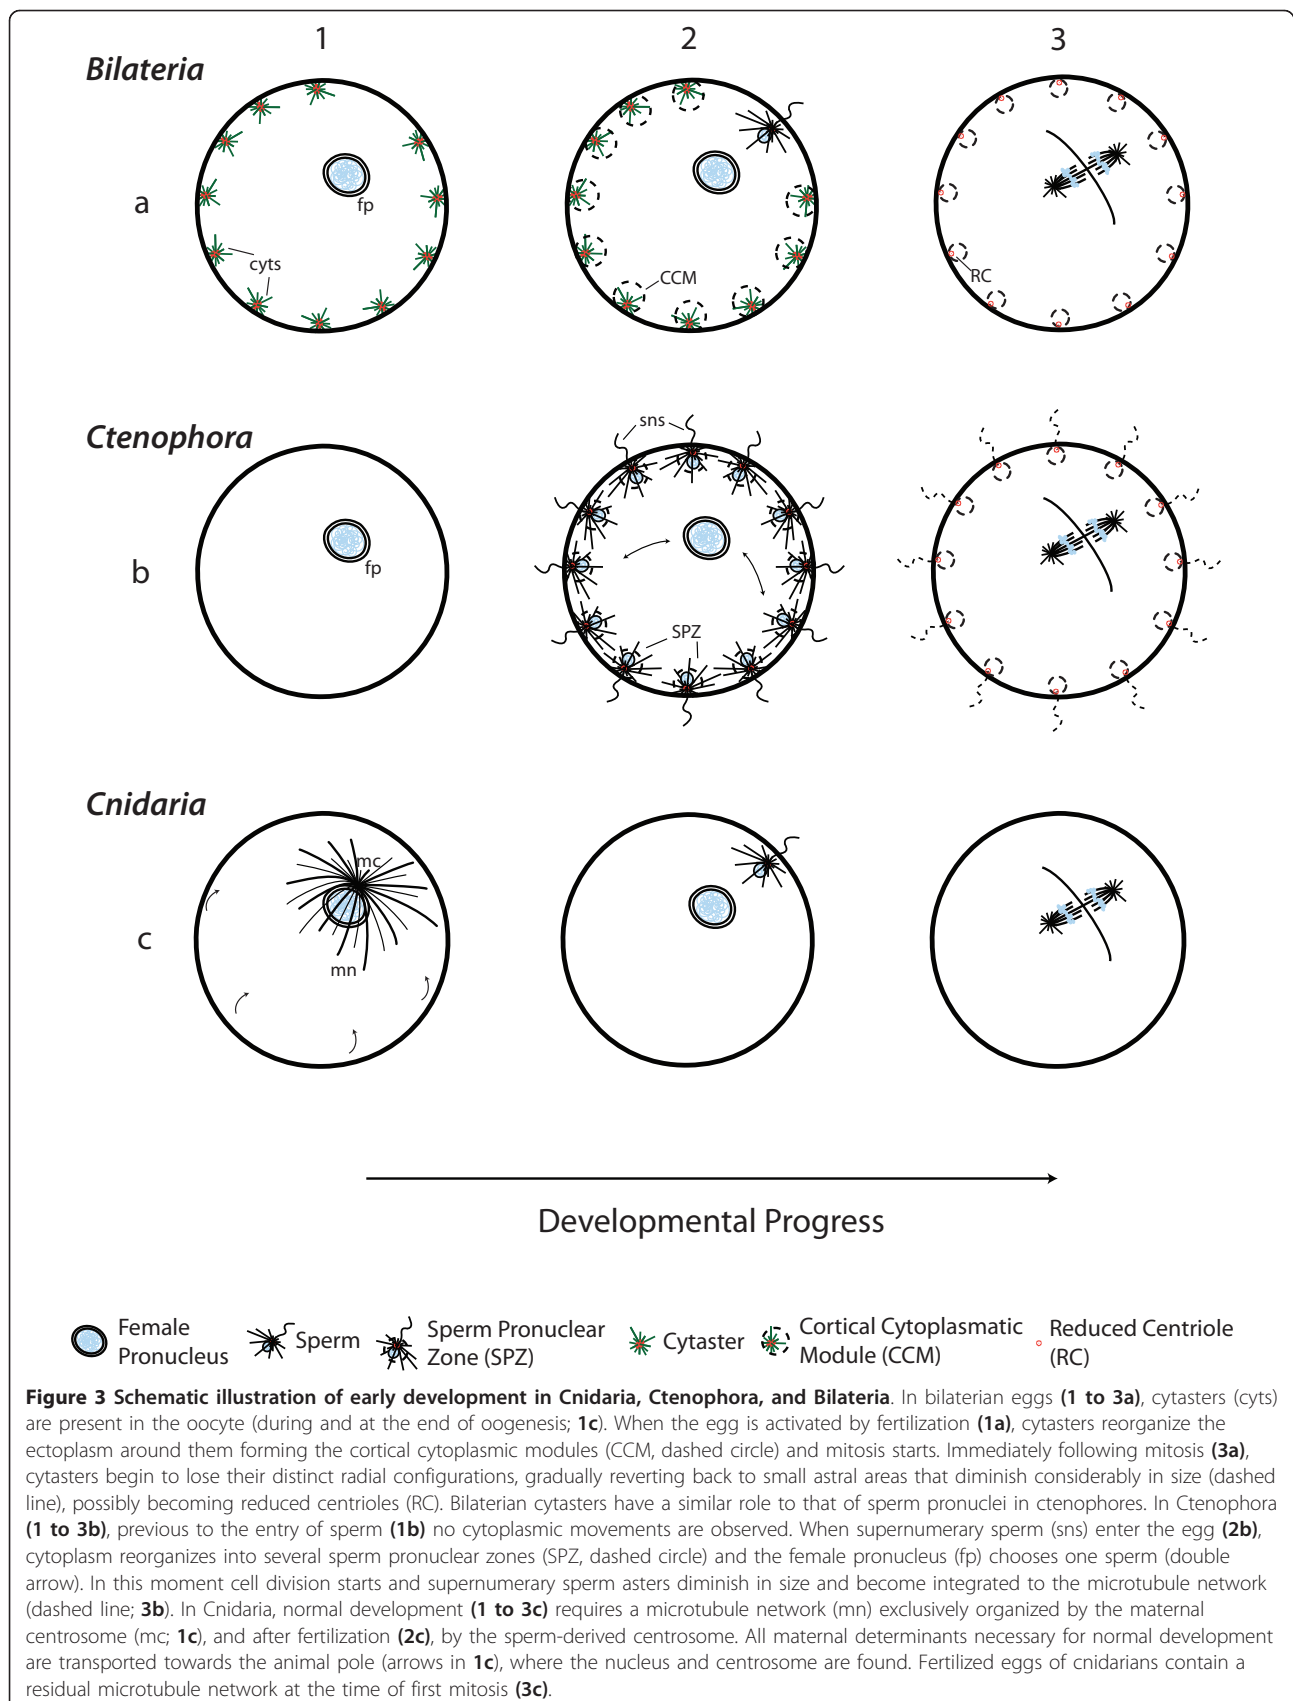 1
2
3
Bilateria
a
fp
cyts
CCM
RC
Ctenophora
sns
b
fp
SPZ
Cnidaria
mc
c
mn
Developmental Progress
Female
Pronucleus
Sperm
Sperm Pronuclear
Zone (SPZ)
Cytaster
Cortical Cytoplasmatic
Module (CCM)
Reduced Centriole
(RC)
Figure 3 Schematic illustration of early development in Cnidaria, Ctenophora, and Bilateria. In bilaterian eggs (1 to 3a), cytasters (cyts)
are present in the oocyte (during and at the end of oogenesis; 1c). When the egg is activated by fertilization (1a), cytasters reorganize the
ectoplasm around them forming the cortical cytoplasmic modules (CCM, dashed circle) and mitosis starts. Immediately following mitosis (3a),
cytasters begin to lose their distinct radial configurations, gradually reverting back to small astral areas that diminish considerably in size (dashed
line), possibly becoming reduced centrioles (RC). Bilaterian cytasters have a similar role to that of sperm pronuclei in ctenophores. In Ctenophora
(1 to 3b), previous to the entry of sperm (1b) no cytoplasmic movements are observed. When supernumerary sperm (sns) enter the egg (2b),
cytoplasm reorganizes into several sperm pronuclear zones (SPZ, dashed circle) and the female pronucleus (fp) chooses one sperm (double
arrow). In this moment cell division starts and supernumerary sperm asters diminish in size and become integrated to the microtubule network
(dashed line; 3b). In Cnidaria, normal development (1 to 3c) requires a microtubule network (mn) exclusively organized by the maternal
centrosome (mc; 1c), and after fertilization (2c), by the sperm-derived centrosome. All maternal determinants necessary for normal development
are transported towards the animal pole (arrows in 1c), where the nucleus and centrosome are found. Fertilized eggs of cnidarians contain a
residual microtubule network at the time of first mitosis (3c).